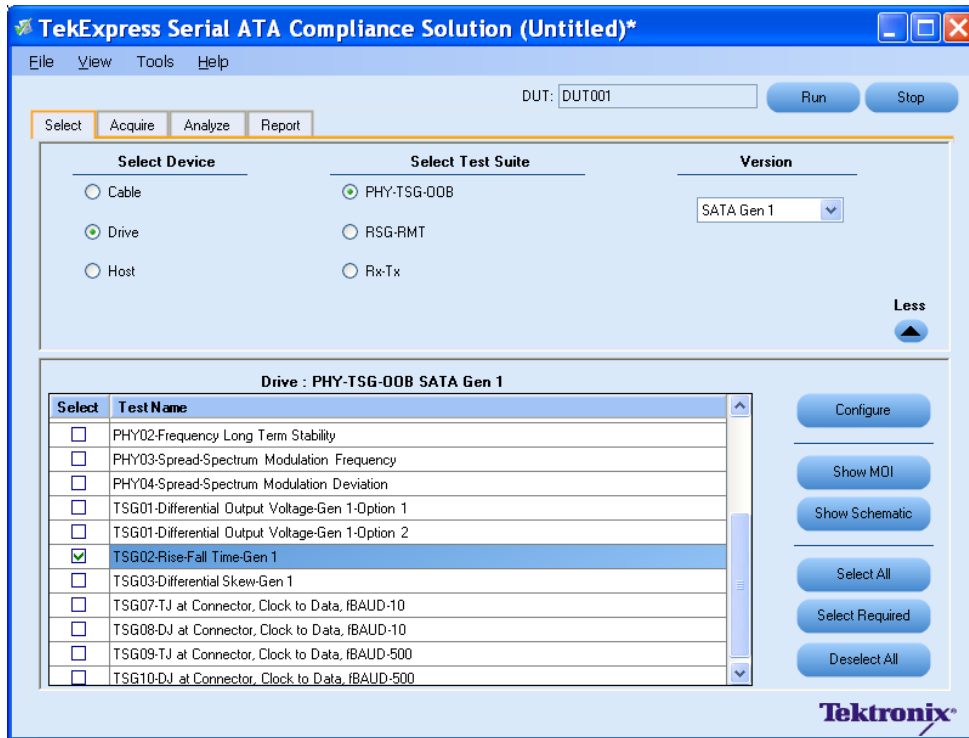 TekExpress Serial ATA Compliance Solution (Untitled)*
File View Tools Help
DUT: DUT001 Run Stop
Select Acquire Analyze Report
Select Device Select Test Suite Version
Cable PHY-TSG-OOB
SATA Gen 1
Drive RSG-RMT
Host Rx-Tx
Less
Drive : PHY-TSG-OOB SATA Gen 1
Select Test Name
PHY02-Frequency Long Term Stability
PHY03-Spread-Spectrum Modulation Frequency
PHY04-Spread-Spectrum Modulation Deviation
TSG01-Differential Output Voltage-Gen 1-Option 1
TSG01-Differential Output Voltage-Gen 1-Option 2
TSG02-Rise-Fall Time-Gen 1
TSG03-Differential Skew-Gen 1
TSG07-TJ at Connector, Clock to Data, fBAUD-10
TSG08-DJ at Connector, Clock to Data, fBAUD-10
TSG09-TJ at Connector, Clock to Data, fBAUD-500
TSG10-DJ at Connector, Clock to Data, fBAUD-500
Configure
Show MOI
Show Schematic
Select All
Select Required
Deselect All
Tektronix